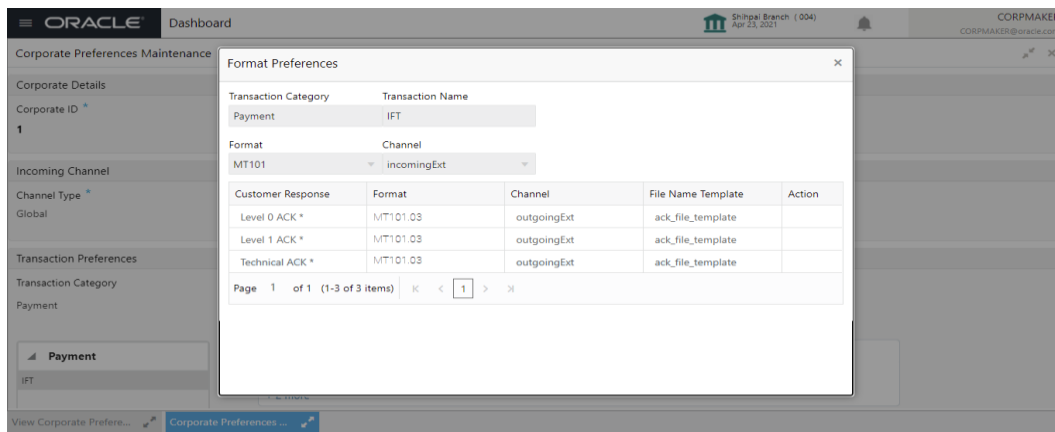 ORACLE Dashboard Shihpai Branch ( 004) CORPMAKE
Apr 23, 2021 CORPMAKER@oracle.co
Corporate Preferences Maintenance
Format Preferences
Corporate Details
Transaction Category Transaction Name
Corporate ID *
Payment IFT
1
Format Channel
MT101 incomingExt
Incoming Channel
Customer Response Format Channel File Name Template Action
Channel Type *
Global
Level 0 ACK * MT101.03 outgoingExt ack_file_template
Level 1 ACK * MT101.03 outgoingExt ack_file_template
Transaction Preferences
Technical ACK * MT101.03 outgoingExt ack_file_template
Transaction Category
Page 1 of 1 (1-3 of 3 items) 1
Payment
Payment
IFT
View Corporate Prefere... Corporate Preferences ...